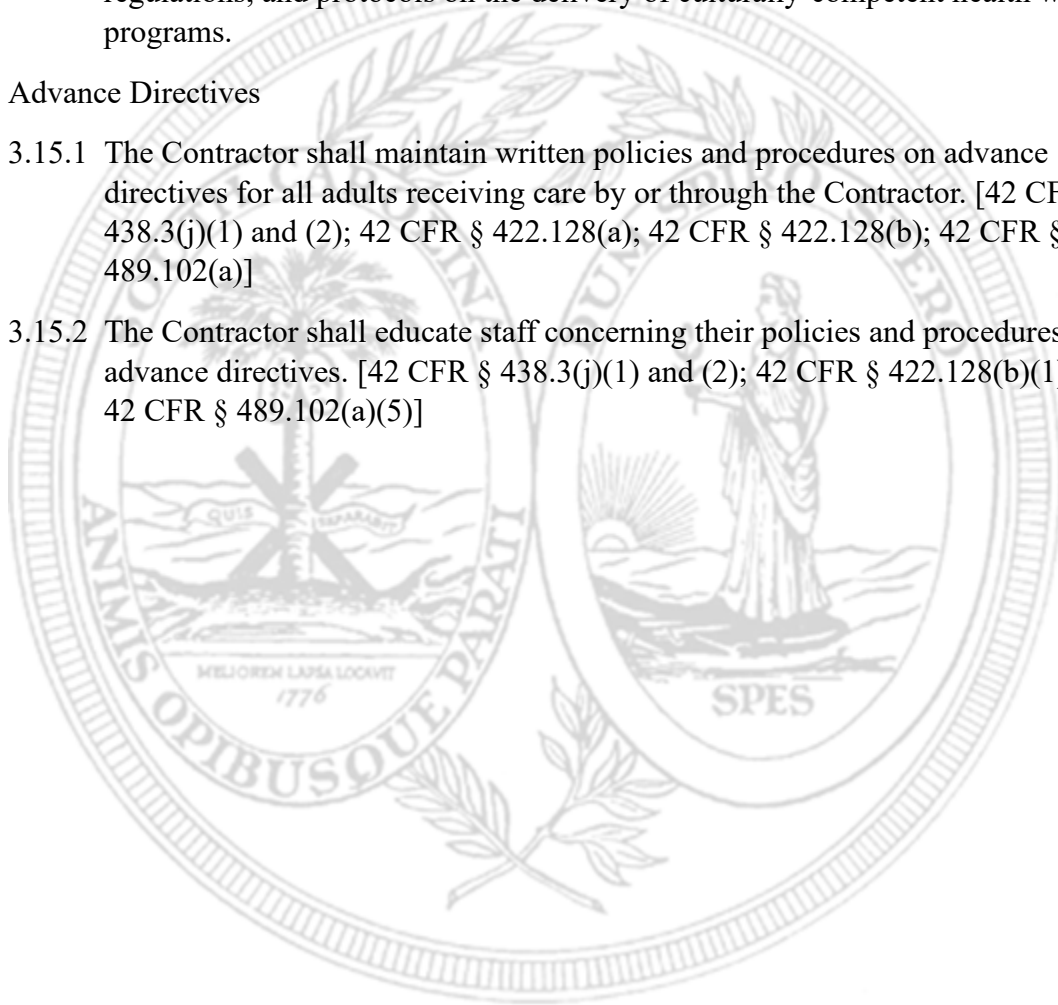 regulations, and protocols on the delivery of culturally-competent health
programs.
Advance Directives
3.15.1 The Contractor shall maintain written policies and procedures on advance
directives for all adults receiving care by or through the Contractor. [42
438.3(j)(1) and (2); 42 CFR § 422.128(a); 42 CFR § 422.128(b); 42 CFR §
489.102(a)]
3.15.2 The Contractor shall educate staff concerning their policies and procedures
advance directives. [42 CFR § 438.3(j)(1) and (2); 42 CFR § 422.128(b)(1)
42 CFR § 489.102(a)(5)]
QUIS SEPARABIT
MELIOREM LAPSA LOCAVIT
1776
ANIMIS OPIBUSQUE PARATI
SPES